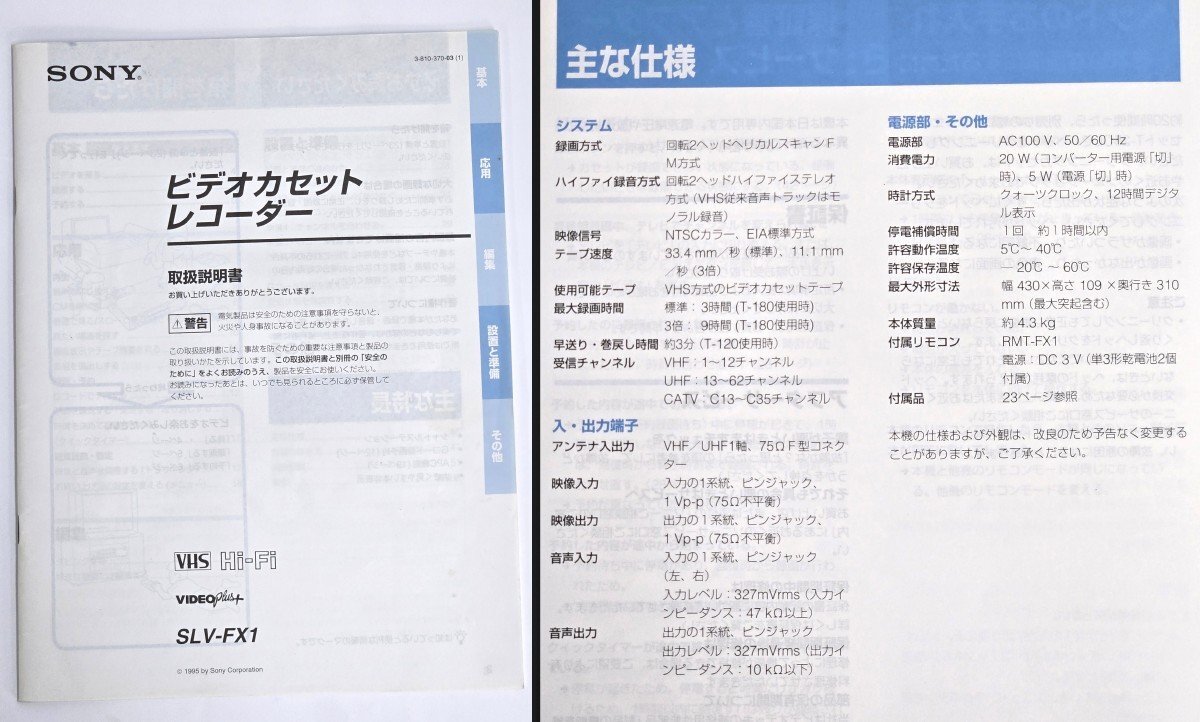 SONY®
3-810-370-03 (1)
基本
応用
編集
設置と準備
その他
ビデオカセット
レコーダー
取扱説明書
お買い上げいただきありがとうございます。
警告
電気製品は安全のための注意事項を守らないと、
火災や人身事故になることがあります。
この取扱説明書には、事故を防ぐための重要な注意事項と製品の
取り扱いかたを示しています。この取扱説明書と別冊の「安全の
ために」をよくお読みのうえ、製品を安全にお使いください。
お読みになったあとは、いつでも見られるところに必ず保管して
ください。
VHS Hi-Fi
VIDEO plus+
SLV-FX1
© 1995 by Sony Corporation
主な仕様
システム
録画方式 回転2ヘッドヘリカルスキャンF
M方式
ハイファイ録音方式 回転2ヘッドハイファイステレオ
方式（VHS従来音声トラックはモ
ノラル録音）
映像信号 NTSCカラー、EIA標準方式
テープ速度 33.4 mm／秒（標準）、11.1 mm
／秒（3倍）
使用可能テープ VHS方式のビデオカセットテープ
最大録画時間 標準：3時間（T-180使用時）
3倍：9時間（T-180使用時）
早送り・巻戻し時間 約3分（T-120使用時）
受信チャンネル VHF：1〜12チャンネル
UHF：13〜62チャンネル
CATV：C13〜C35チャンネル
入・出力端子
アンテナ入出力 VHF／UHF1軸、75ΩF型コネク
ター
映像入力 入力の1系統、ピンジャック、
1 Vp-p（75Ω不平衡）
映像出力 出力の1系統、ピンジャック、
1 Vp-p（75Ω不平衡）
音声入力 入力の1系統、ピンジャック
（左、右）
入力レベル：327mVrms（入力イ
ンピーダンス：47 kΩ以上）
音声出力 出力の1系統、ピンジャック
出力レベル：327mVrms（出力イ
ンピーダンス：10 kΩ以下）
電源部・その他
電源部 AC100 V、50／60 Hz
消費電力 20 W（コンバーター用電源「切」
時）、5 W（電源「切」時）
時計方式 クォーツクロック、12時間デジタ
ル表示
停電補償時間 1回 約1時間以内
許容動作温度 5℃〜40℃
許容保存温度 −20℃〜60℃
最大外形寸法 幅 430×高さ 109 ×奥行き 310
mm（最大突起含む）
本体質量 約 4.3 kg
付属リモコン RMT-FX1
電源：DC 3 V（単3形乾電池2個
付属）
付属品 23ページ参照
本機の仕様および外観は、改良のため予告なく変更する
ことがありますが、ご了承ください。